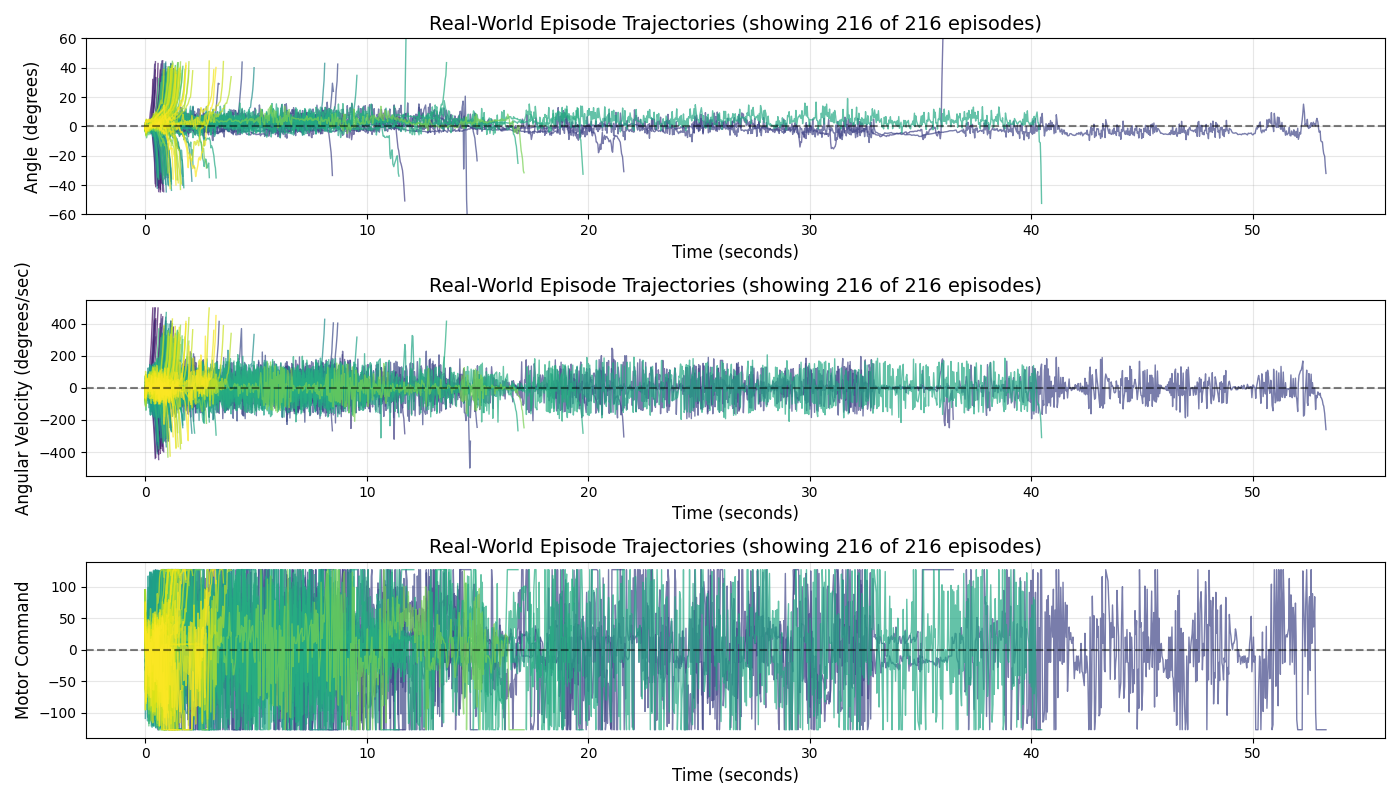 Real-World Episode Trajectories (showing 216 of 216 episodes)
Angle (degrees)
60
40
20
0
−20
−40
−60
0 10 20 30 40 50
Time (seconds)
Real-World Episode Trajectories (showing 216 of 216 episodes)
Angular Velocity (degrees/sec)
400
200
0
−200
−400
0 10 20 30 40 50
Time (seconds)
Real-World Episode Trajectories (showing 216 of 216 episodes)
Motor Command
100
50
0
−50
−100
0 10 20 30 40 50
Time (seconds)